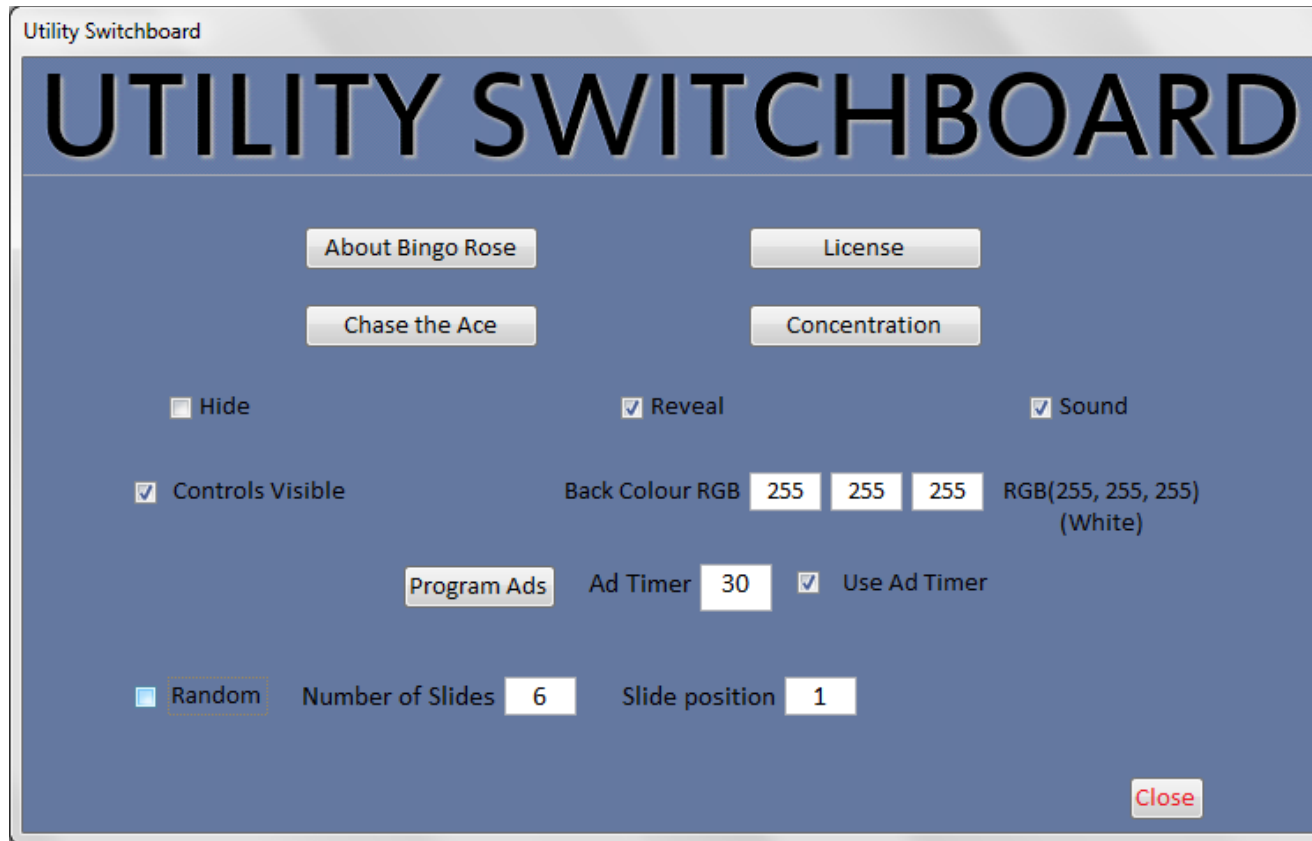 Utility Switchboard
UTILITY SWITCHBOARD
About Bingo Rose License
Chase the Ace Concentration
Hide Reveal Sound
Controls Visible Back Colour RGB 255 255 255 RGB(255, 255, 255)
(White)
Program Ads Ad Timer 30 Use Ad Timer
Random Number of Slides 6 Slide position 1
Close